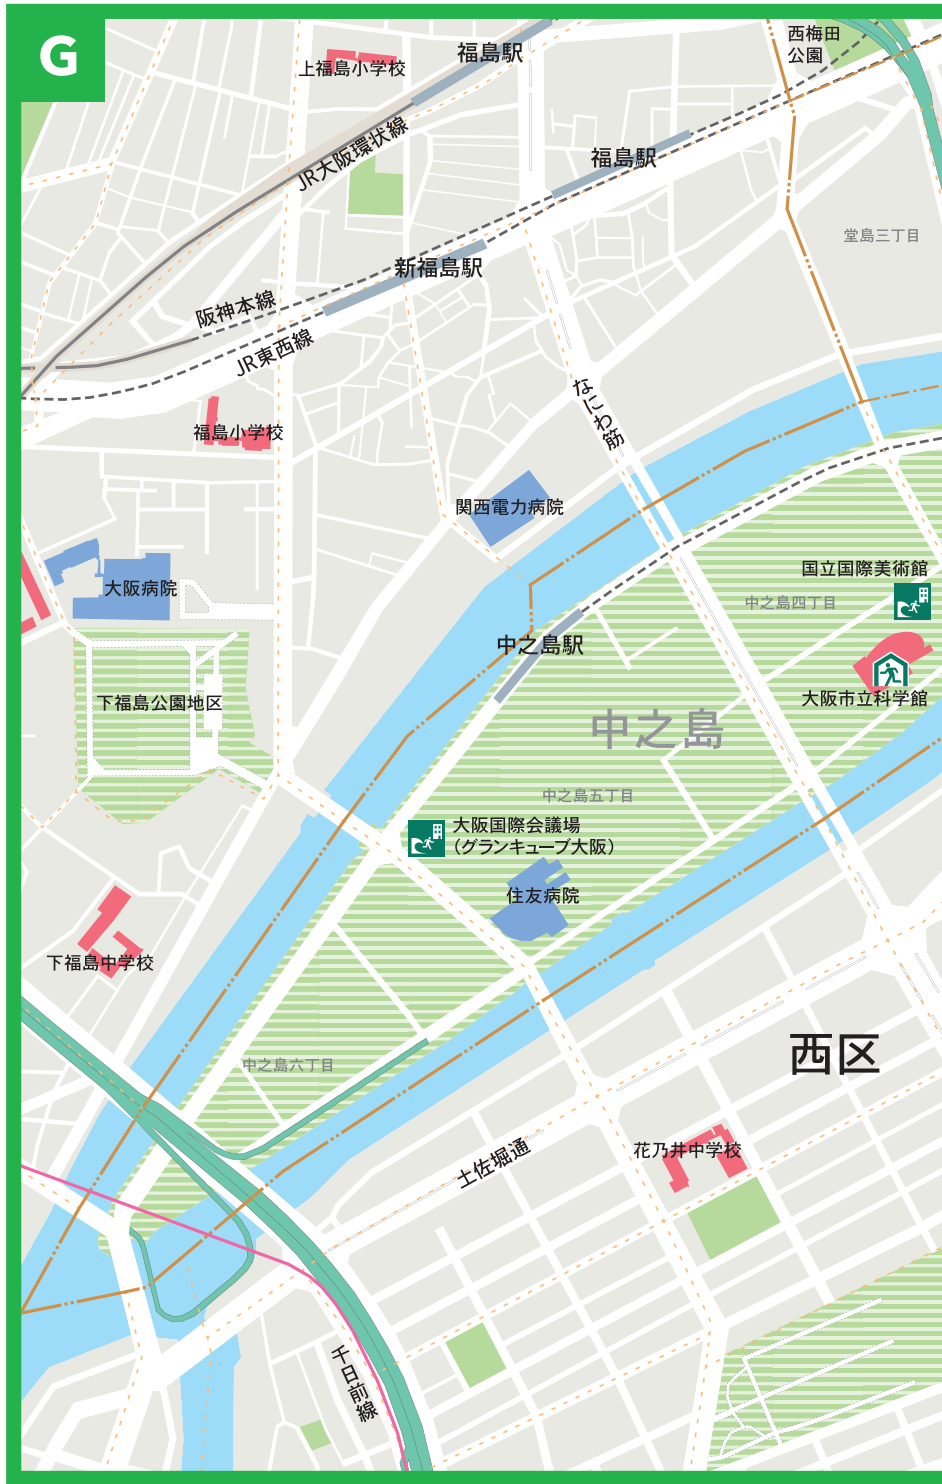 G
上福島小学校
福島駅
西梅田
公園
JR大阪環状線
福島駅
堂島三丁目
新福島駅
阪神本線
JR東西線
なにわ筋
福島小学校
関西電力病院
大阪病院
国立国際美術館
中之島四丁目
中之島駅
大阪市立科学館
下福島公園地区
中之島
中之島五丁目
大阪国際会議場
(グランキューブ大阪)
住友病院
下福島中学校
西区
中之島六丁目
土佐堀通
花乃井中学校
千日前線